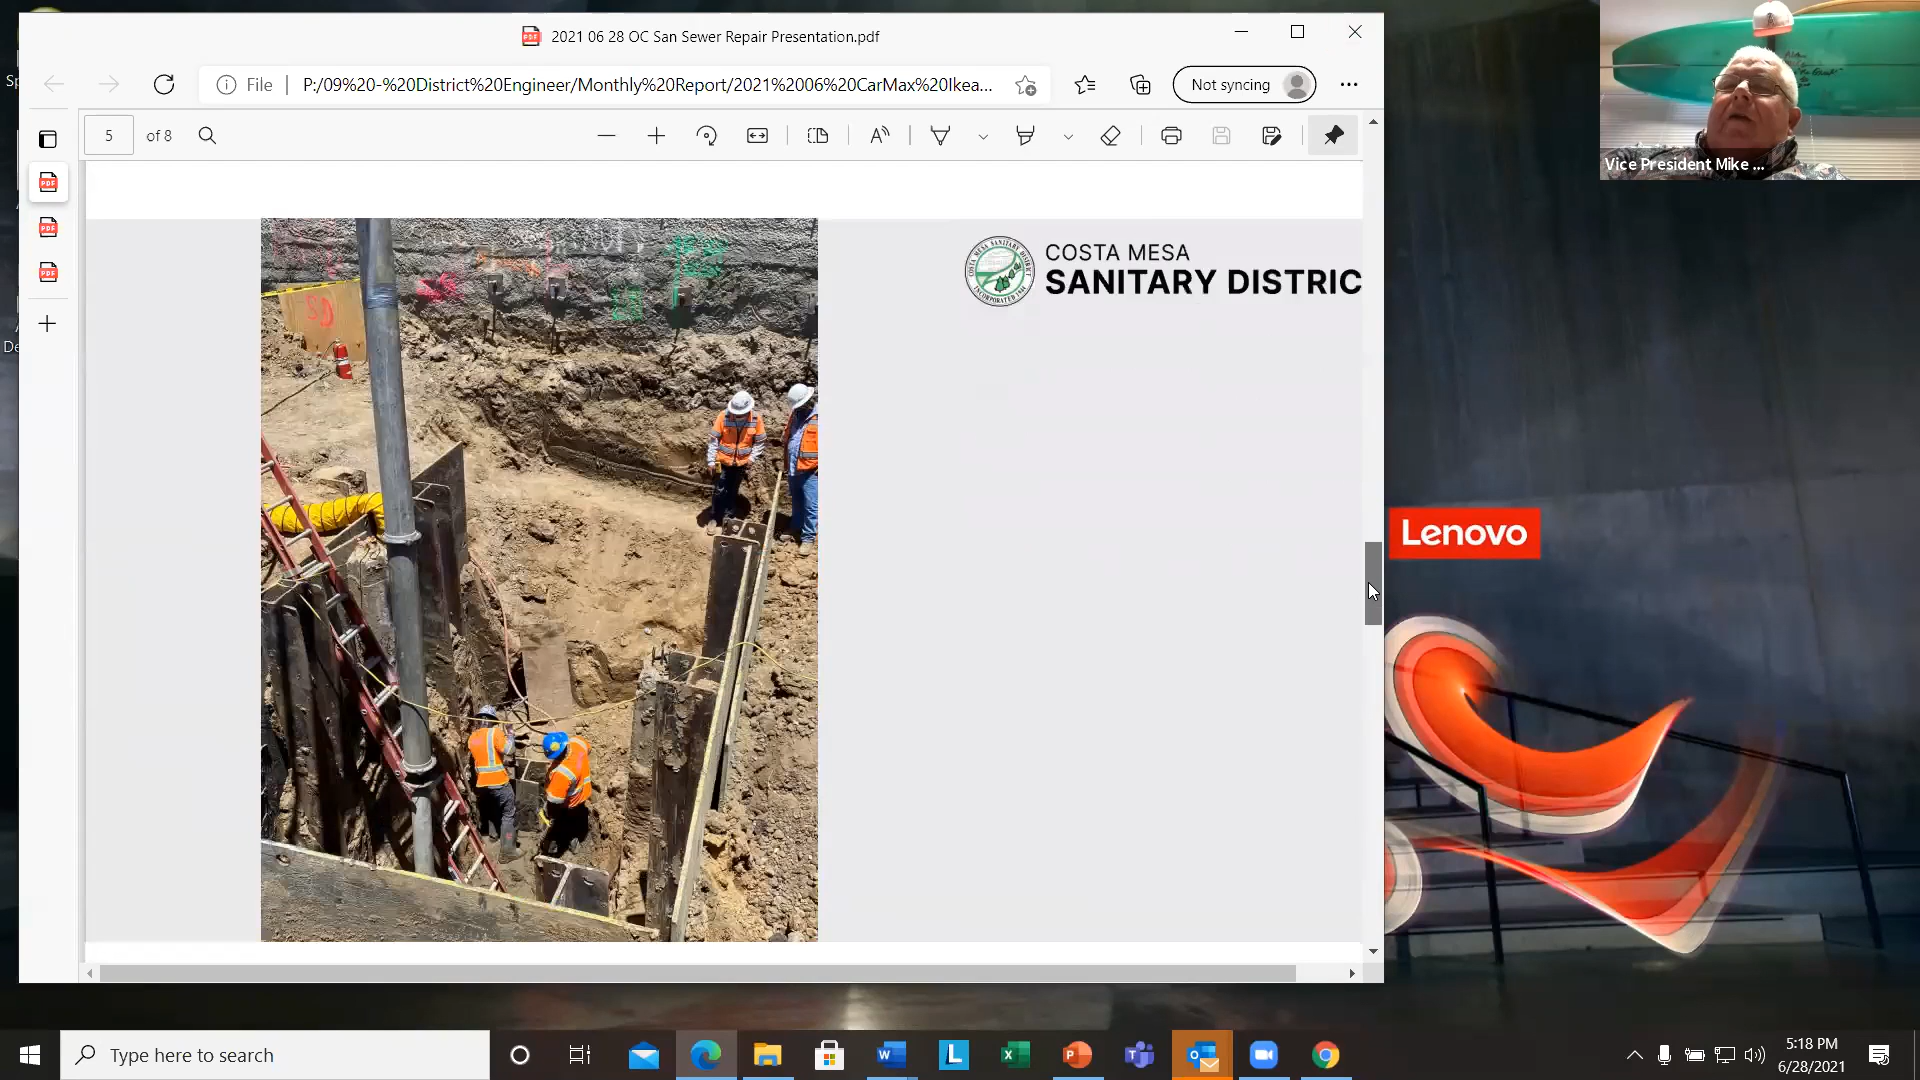 2021 06 28 OC San Sewer Repair Presentation.pdf
File
P:/09%20-%20District%20Engineer/Monthly%20Report/2021%2006%20CarMax%20Ikea...
Not syncing
5 of 8
COSTA MESA
SANITARY DISTRIC
SD
Vice President Mike ...
Lenovo
Type here to search
5:18 PM
6/28/2021